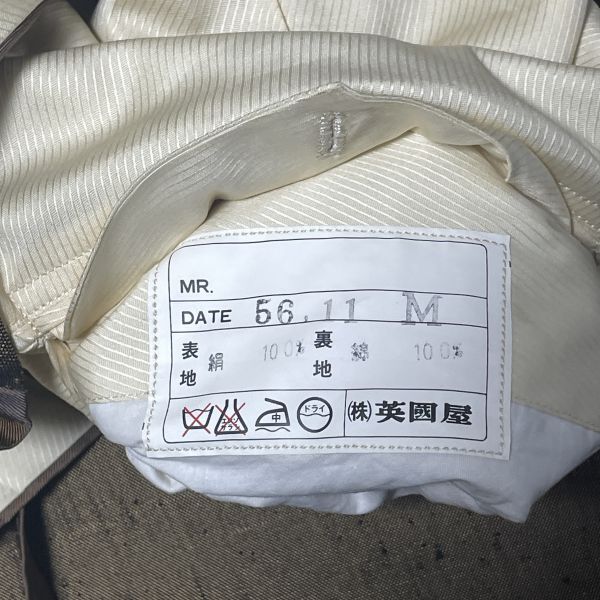 MR.
DATE 56.11 M
表地 絹 100% 裏地 綿 100%
中 ドライ (株)英國屋